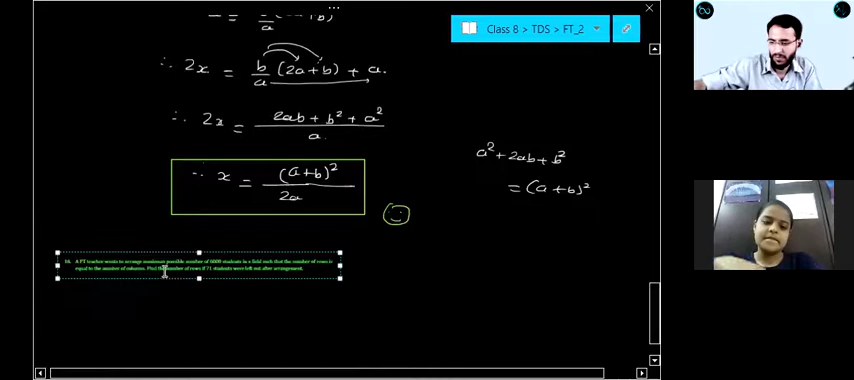 Class 8 > TDS > FT_2
∴ 2x = b/a (2a+b) + a.
∴ 2x = 2ab + b² + a² / a
a² + 2ab + b²
∴ x = (a+b)² / 2a
= (a+b)²
16. A PT teacher wants to arrange maximum possible number of 6000 students in a field such that the number of rows is
equal to the number of columns. Find the number of rows if 71 students were left out after arrangement.